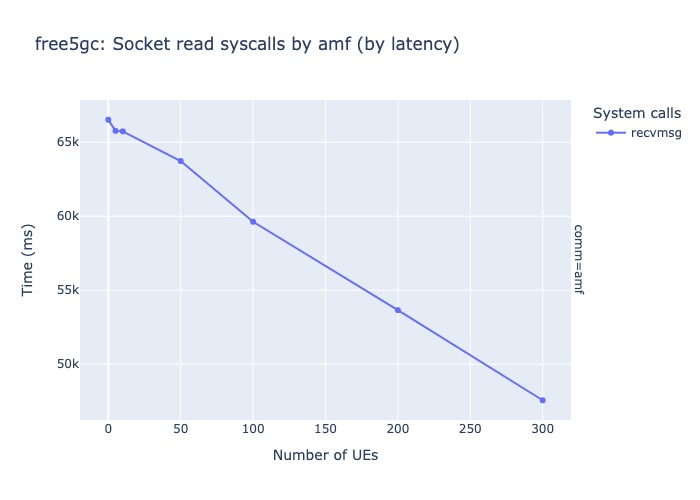 free5gc: Socket read syscalls by amf (by latency)
System calls
recvmsg
65k
60k
55k
50k
Time (ms)
comm=amf
0 50 100 150 200 250 300
Number of UEs